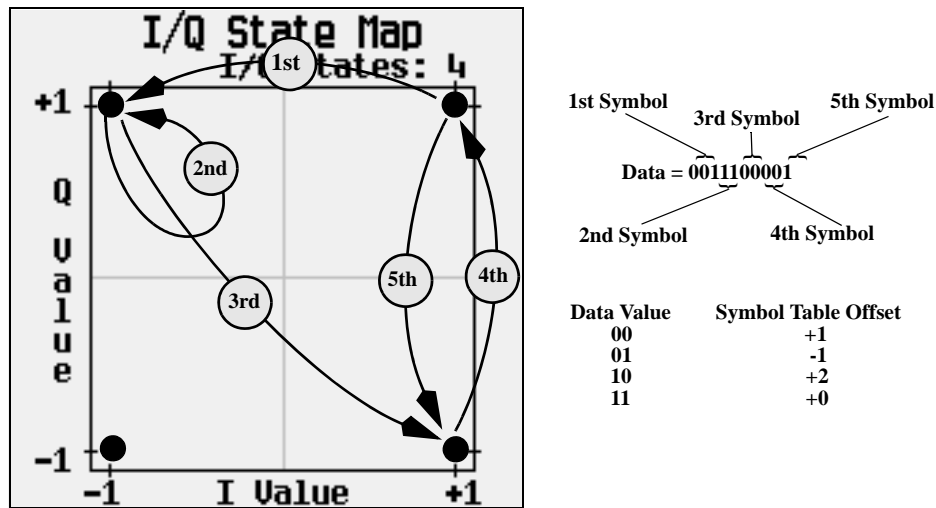 I/Q State Map
1st
+1
Q Value
2nd
3rd
5th
4th
-1
-1 I Value +1
1st Symbol
5th Symbol
3rd Symbol
Data = 0011100001
2nd Symbol
4th Symbol
Data Value Symbol Table Offset
00 +1
01 -1
10 +2
11 +0